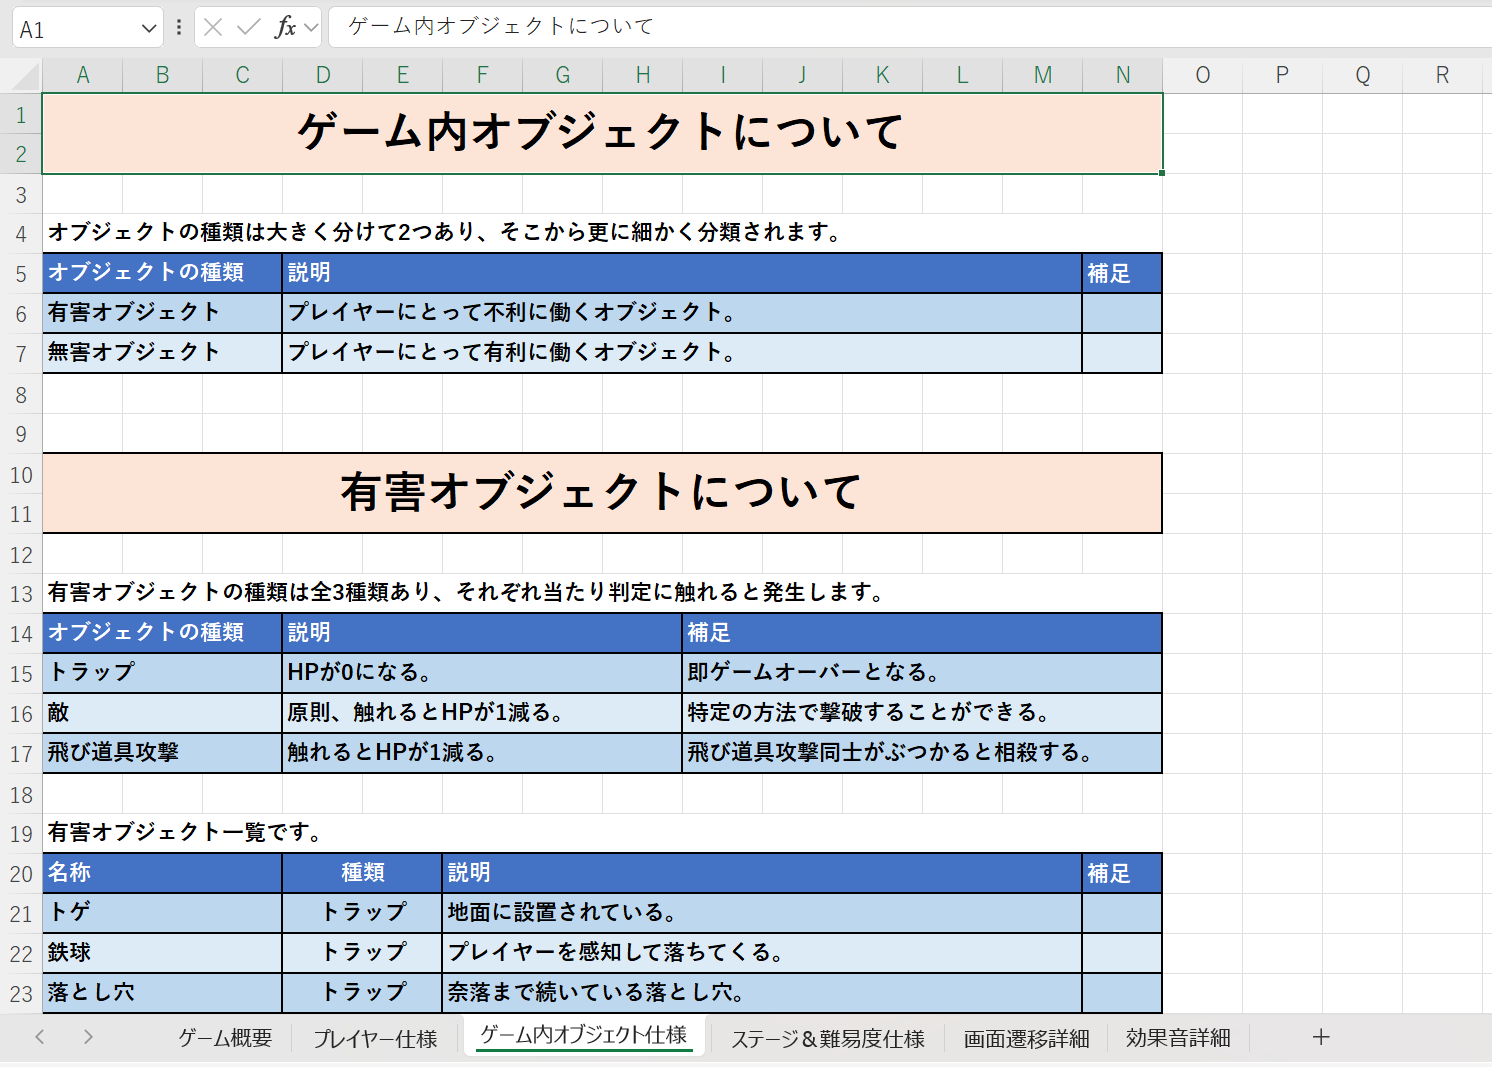 A1 fx ゲーム内オブジェクトについて
A B C D E F G H I J K L M N O P Q R
1 ゲーム内オブジェクトについて
2
3
4 オブジェクトの種類は大きく分けて2つあり、そこから更に細かく分類されます。
5 オブジェクトの種類 説明 補足
6 有害オブジェクト プレイヤーにとって不利に働くオブジェクト。
7 無害オブジェクト プレイヤーにとって有利に働くオブジェクト。
8
9
10 有害オブジェクトについて
11
12
13 有害オブジェクトの種類は全3種類あり、それぞれ当たり判定に触れると発生します。
14 オブジェクトの種類 説明 補足
15 トラップ HPが0になる。 即ゲームオーバーとなる。
16 敵 原則、触れるとHPが1減る。 特定の方法で撃破することができる。
17 飛び道具攻撃 触れるとHPが1減る。 飛び道具攻撃同士がぶつかると相殺する。
18
19 有害オブジェクト一覧です。
20 名称 種類 説明 補足
21 トゲ トラップ 地面に設置されている。
22 鉄球 トラップ プレイヤーを感知して落ちてくる。
23 落とし穴 トラップ 奈落まで続いている落とし穴。
ゲーム概要 プレイヤー仕様 ゲーム内オブジェクト仕様 ステージ＆難易度仕様 画面遷移詳細 効果音詳細